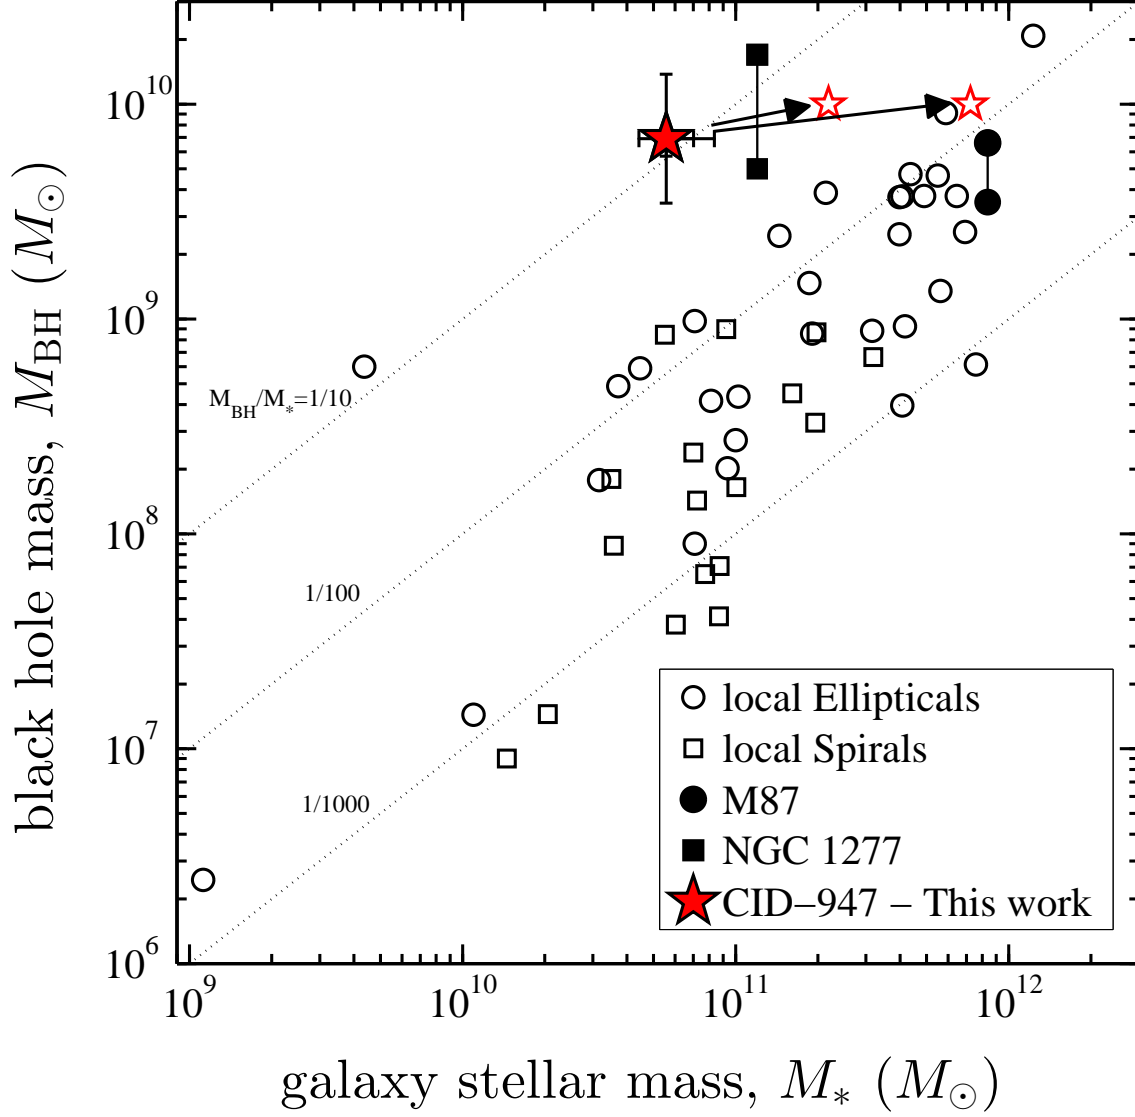 black hole mass, M_BH (M_⊙)
10^10
10^9
10^8
10^7
10^6
M_BH/M_*=1/10
1/100
1/1000
local Ellipticals
local Spirals
M87
NGC 1277
CID−947 − This work
10^9 10^10 10^11 10^12
galaxy stellar mass, M_* (M_⊙)